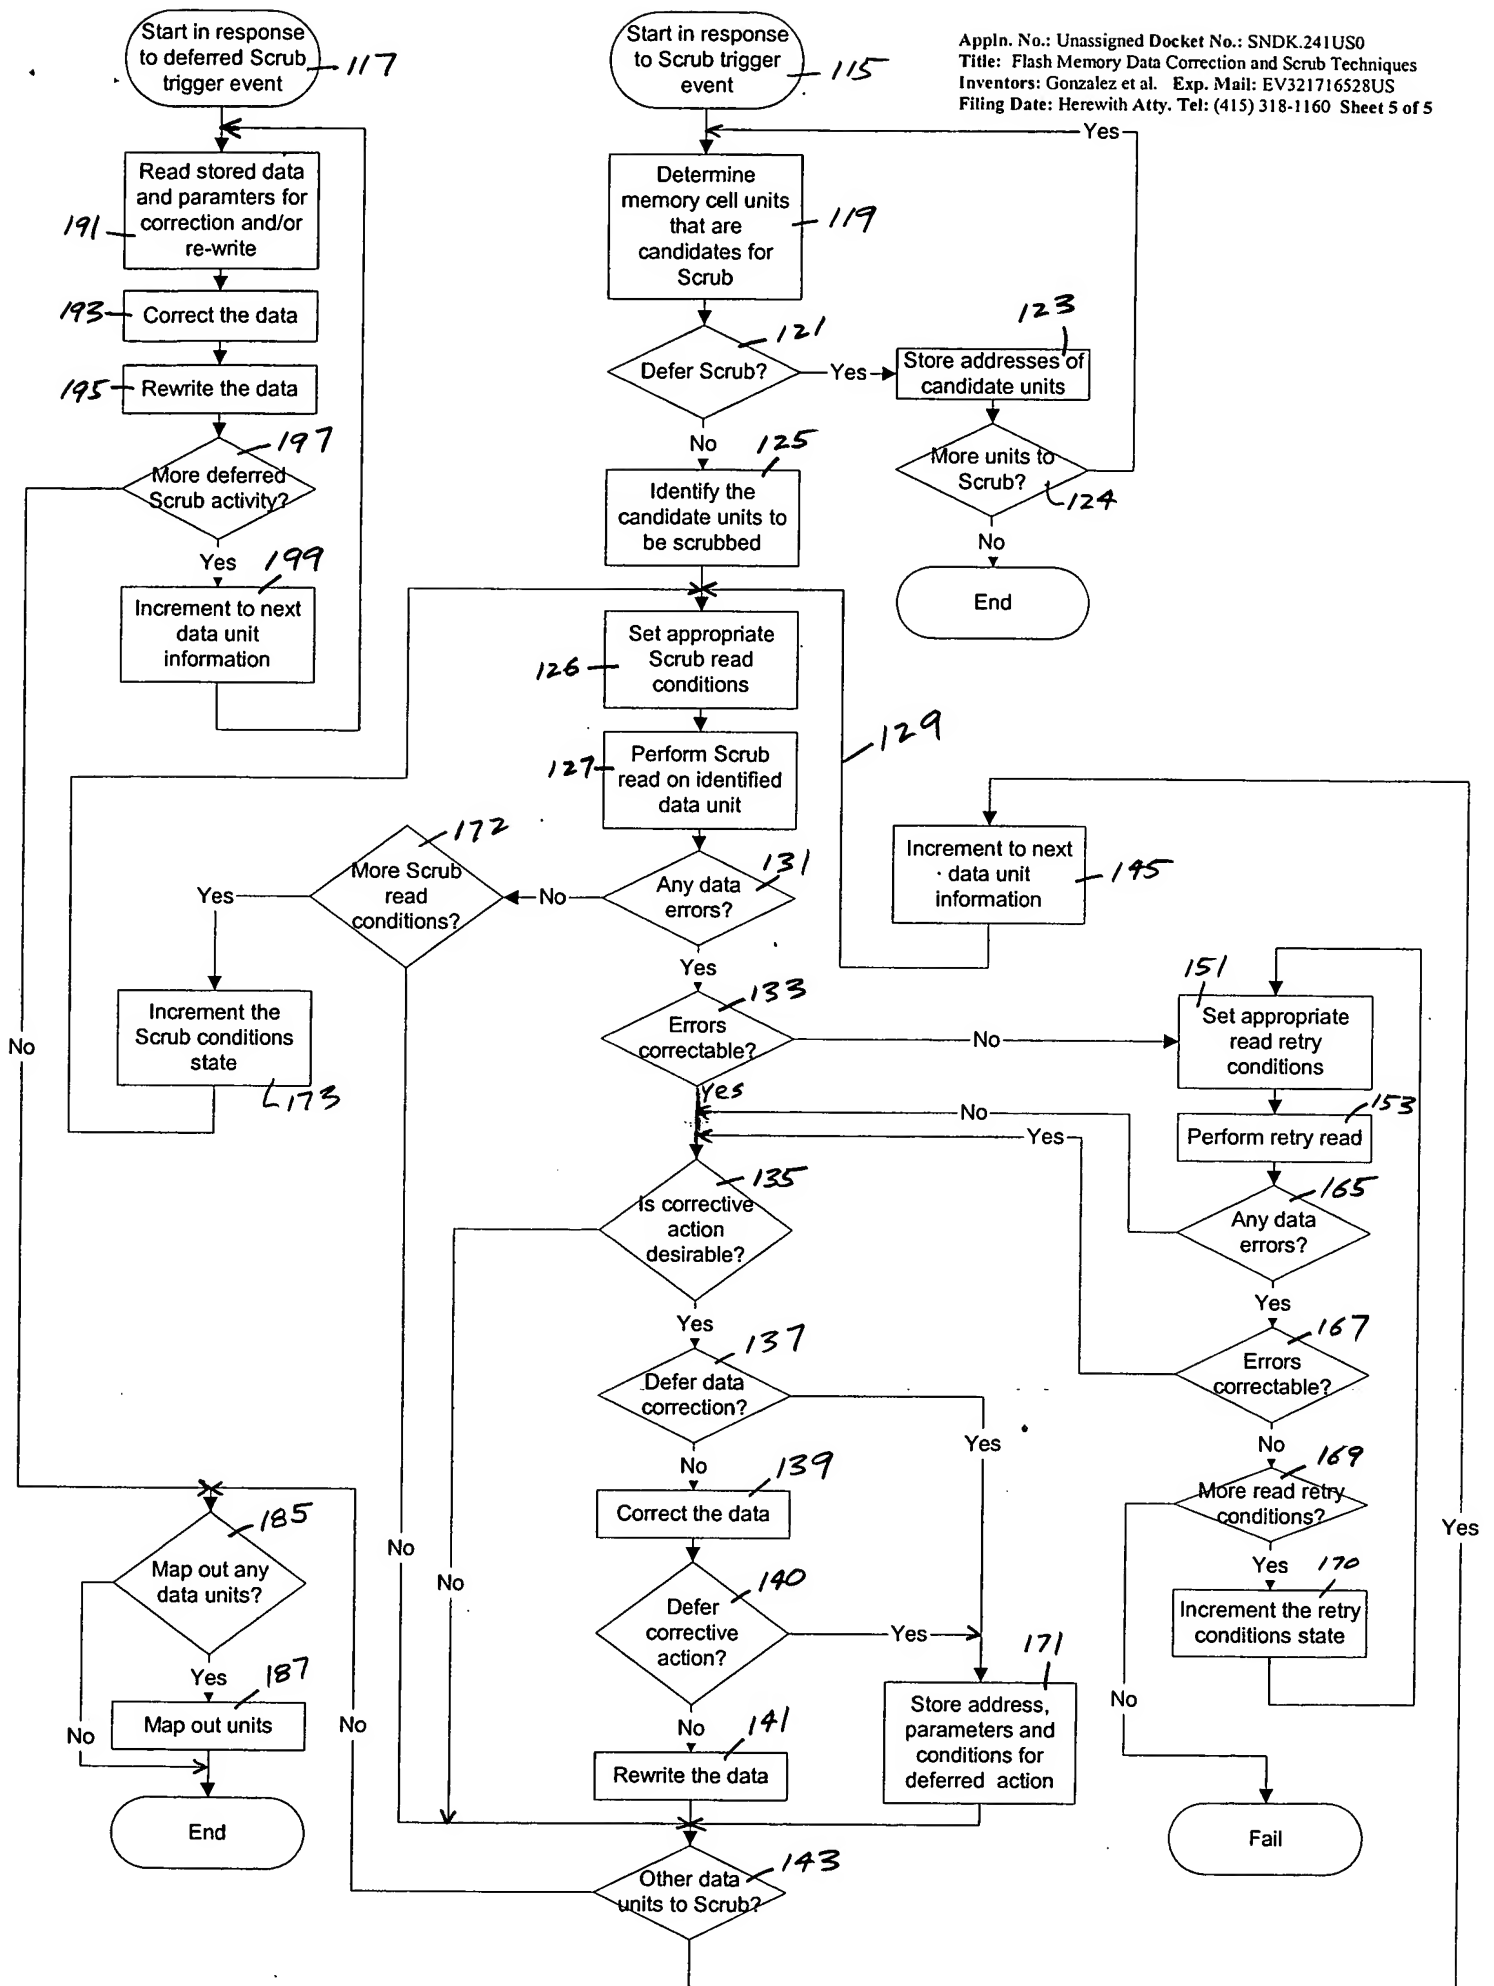 Appln. No.: Unassigned Docket No.: SNDK.241US0
Title: Flash Memory Data Correction and Scrub Techniques
Inventors: Gonzalez et al. Exp. Mail: EV321716528US
Filing Date: Herewith Atty. Tel: (415) 318-1160 Sheet 5 of 5
Start in response
to deferred Scrub
trigger event
117
Read stored data
and paramters for
correction and/or
re-write
191
Correct the data
193
Rewrite the data
195
More deferred
Scrub activity?
197
Yes
No
Increment to next
data unit
information
199
Start in response
to Scrub trigger
event
115
Determine
memory cell units
that are
candidates for
Scrub
119
Defer Scrub?
121
Yes
No
Store addresses of
candidate units
123
More units to
Scrub?
124
Yes
No
End
Identify the
candidate units to
be scrubbed
125
Set appropriate
Scrub read
conditions
126
Perform Scrub
read on identified
data unit
127
129
Any data
errors?
131
No
Yes
More Scrub
read
conditions?
172
Yes
No
Increment the
Scrub conditions
state
173
Increment to next
data unit
information
145
Errors
correctable?
133
No
yes
Set appropriate
read retry
conditions
151
Perform retry read
153
Any data
errors?
165
No
Yes
Errors
correctable?
167
Yes
No
More read retry
conditions?
169
Yes
No
Increment the retry
conditions state
170
Fail
Is corrective
action
desirable?
135
Yes
No
Defer data
correction?
137
Yes
No
Correct the data
139
Defer
corrective
action?
140
Yes
No
Rewrite the data
141
Store address,
parameters and
conditions for
deferred action
171
Other data
units to Scrub?
143
Yes
No
Map out any
data units?
185
Yes
No
Map out units
187
End